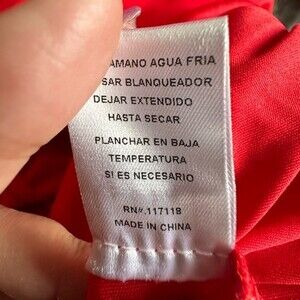 AMANO AGUA FRIA
SAR BLANQUEADOR
DEJAR EXTENDIDO
HASTA SECAR
PLANCHAR EN BAJA
TEMPERATURA
SI ES NECESARIO
RN#.117118
MADE IN CHINA